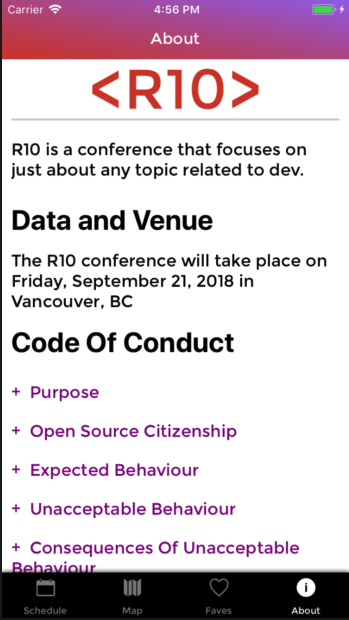 Carrier 4:56 PM
About
<R10>
R10 is a conference that focuses on
just about any topic related to dev.
Data and Venue
The R10 conference will take place on
Friday, September 21, 2018 in
Vancouver, BC
Code Of Conduct
+ Purpose
+ Open Source Citizenship
+ Expected Behaviour
+ Unacceptable Behaviour
+ Consequences Of Unacceptable
Behaviour
Schedule Map Faves About